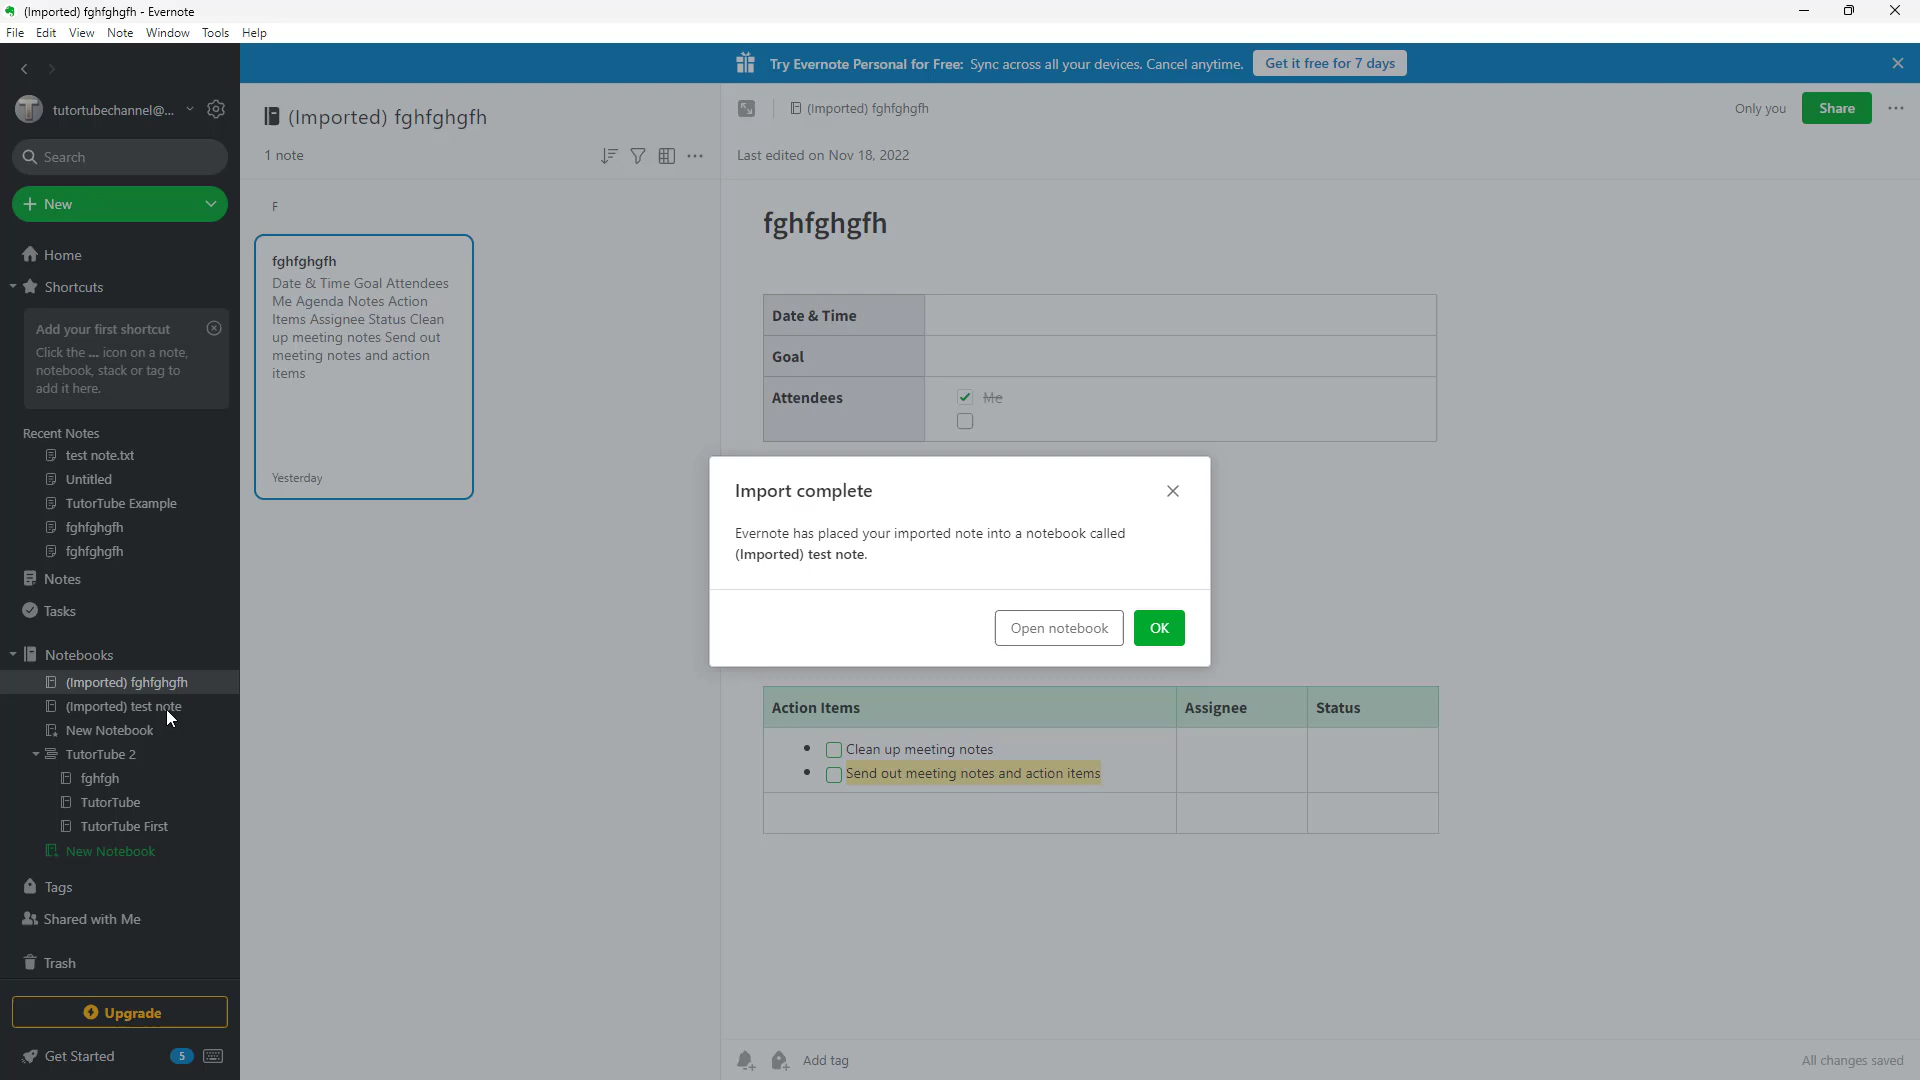 (Imported) fghfghgfh - Evernote
File Edit View Note Window Tools Help
Try Evernote Personal for Free: Sync across all your devices. Cancel anytime. Get it free for 7 days
tutortubechannel@...
Search
New
Home
Shortcuts
Add your first shortcut
Click the ... icon on a note,
notebook, stack or tag to
add it here.
Recent Notes
test note.txt
Untitled
TutorTube Example
fghfghgfh
fghfghgfh
Notes
Tasks
Notebooks
(Imported) fghfghgfh
(Imported) test note
New Notebook
TutorTube 2
fghfgh
TutorTube
TutorTube First
New Notebook
Tags
Shared with Me
Trash
Upgrade
Get Started 5
(Imported) fghfghgfh
1 note
F
fghfghgfh
Date & Time Goal Attendees
Me Agenda Notes Action
Items Assignee Status Clean
up meeting notes Send out
meeting notes and action
items
Yesterday
(Imported) fghfghgfh
Only you Share
Last edited on Nov 18, 2022
fghfghgfh
Date & Time
Goal
Attendees Me
Import complete
Evernote has placed your imported note into a notebook called
(Imported) test note.
Open notebook OK
Action Items Assignee Status
Clean up meeting notes
Send out meeting notes and action items
Add tag
All changes saved